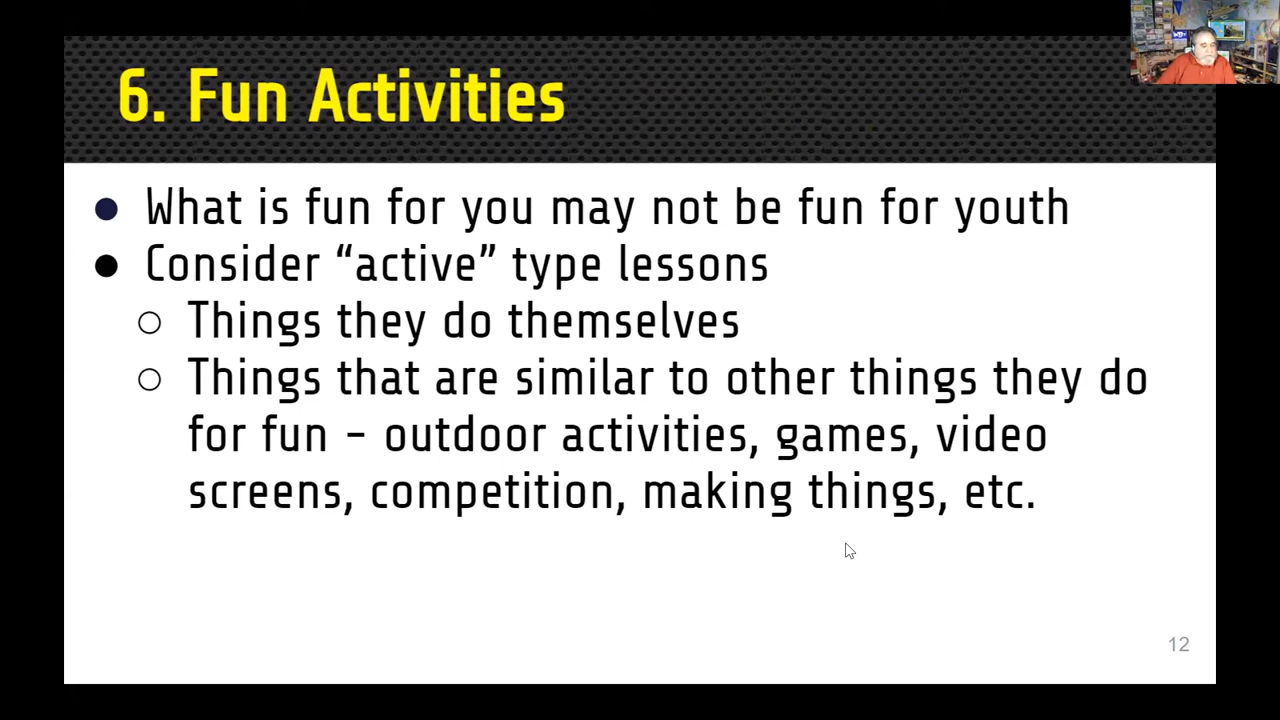 6. Fun Activities
● What is fun for you may not be fun for youth
● Consider “active” type lessons
○ Things they do themselves
○ Things that are similar to other things they do
for fun - outdoor activities, games, video
screens, competition, making things, etc.
12